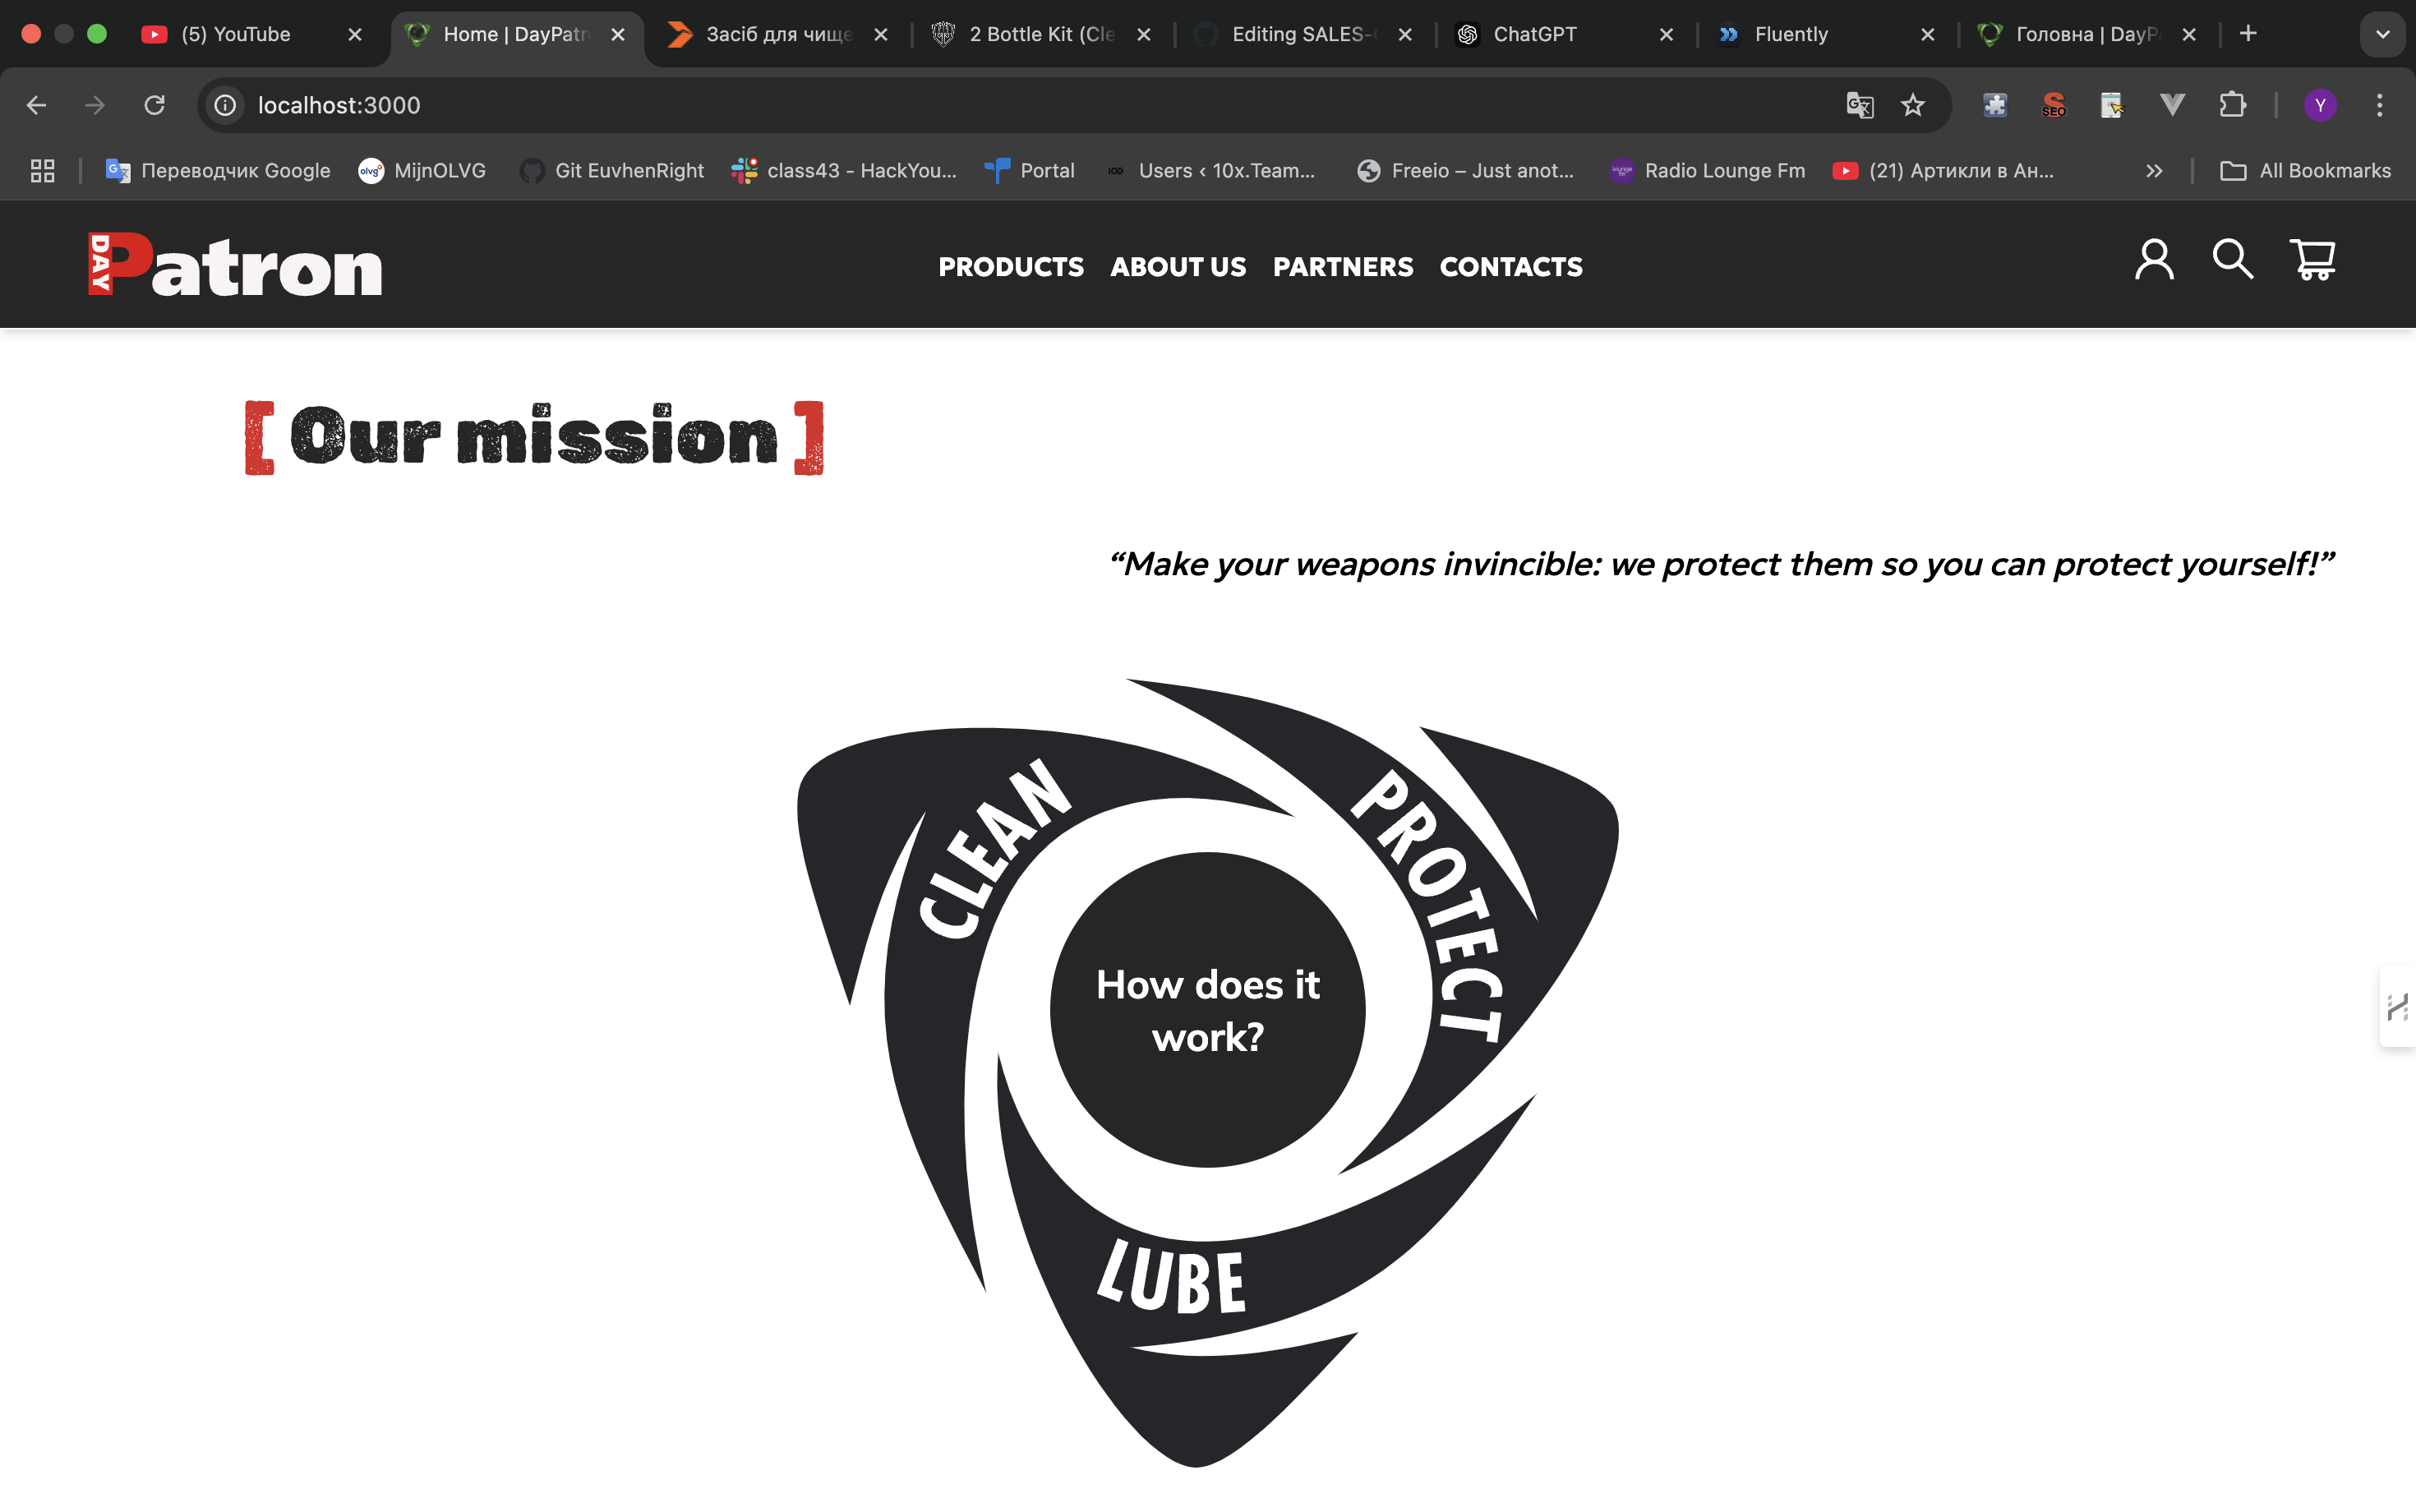 (5) YouTube
Home | DayPatr
Засіб для чище
2 Bottle Kit (Cle
Editing SALES-
ChatGPT
Fluently
Головна | DayP
localhost:3000
Y
Переводчик Google
MijnOLVG
Git EuvhenRight
class43 - HackYou...
Portal
Users ‹ 10x.Team...
Freeio – Just anot...
Radio Lounge Fm
(21) Артикли в Ан...
All Bookmarks
DAY Patron
PRODUCTS ABOUT US PARTNERS CONTACTS
[ Our mission ]
“Make your weapons invincible: we protect them so you can protect yourself!”
CLEAN
PROTECT
How does it
work?
LUBE